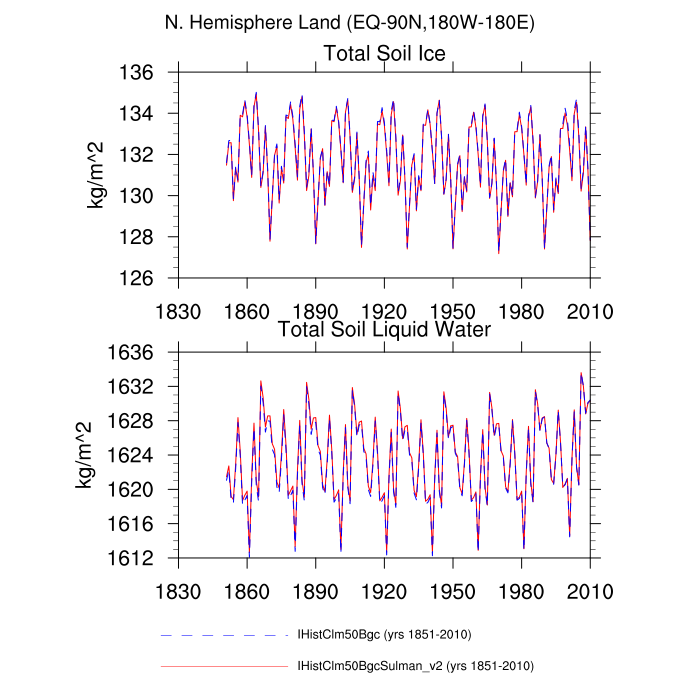 N. Hemisphere Land (EQ-90N,180W-180E)
Total Soil Ice
136
134
132
130
128
126
kg/m^2
1830 1860 1890 1920 1950 1980 2010
Total Soil Liquid Water
1636
1632
1628
1624
1620
1616
1612
kg/m^2
1830 1860 1890 1920 1950 1980 2010
IHistClm50Bgc (yrs 1851-2010)
IHistClm50BgcSulman_v2 (yrs 1851-2010)